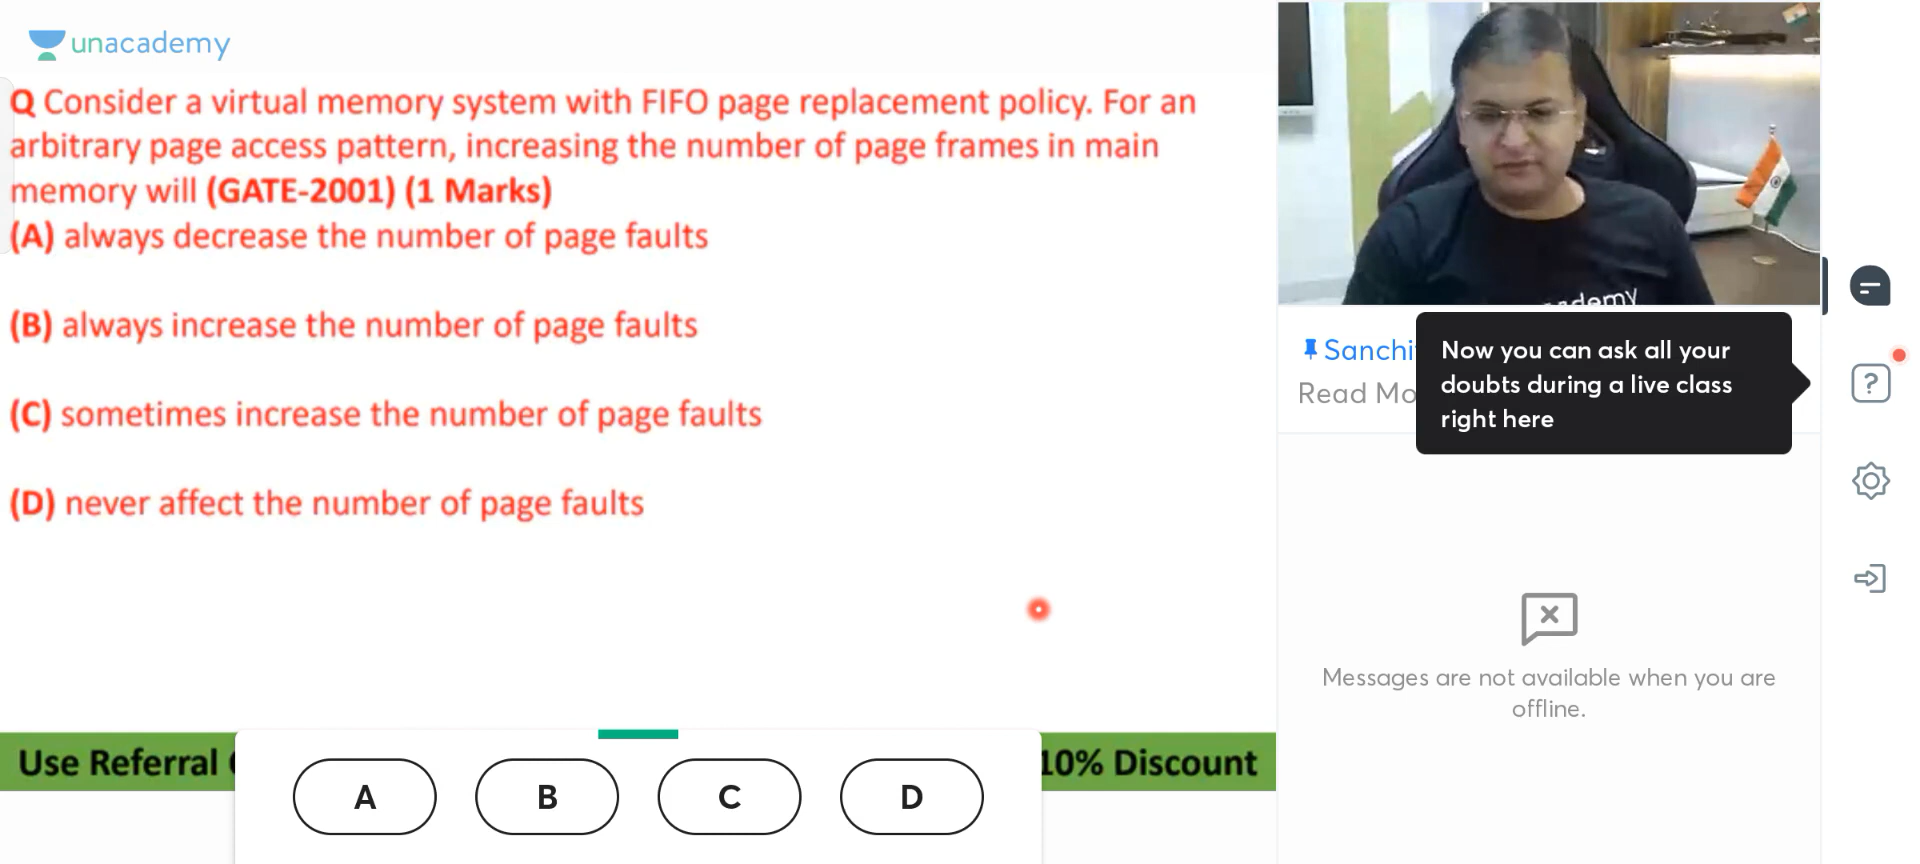 unacademy
Q Consider a virtual memory system with FIFO page replacement policy. For an
arbitrary page access pattern, increasing the number of page frames in main
memory will (GATE-2001) (1 Marks)
(A) always decrease the number of page faults
(B) always increase the number of page faults
(C) sometimes increase the number of page faults
(D) never affect the number of page faults
Use Referral
10% Discount
A
B
C
D
Now you can ask all your
doubts during a live class
right here
Messages are not available when you are
offline.